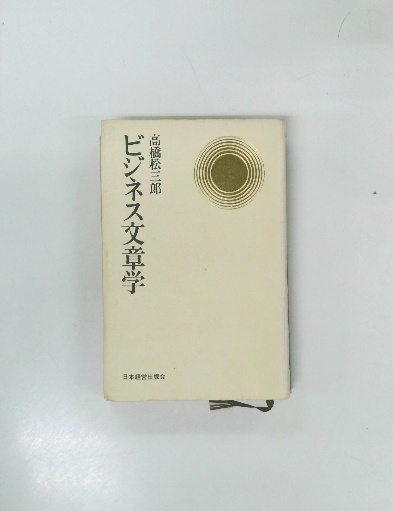 高橋松三郎
ビジネス文章学
日本経営出版会